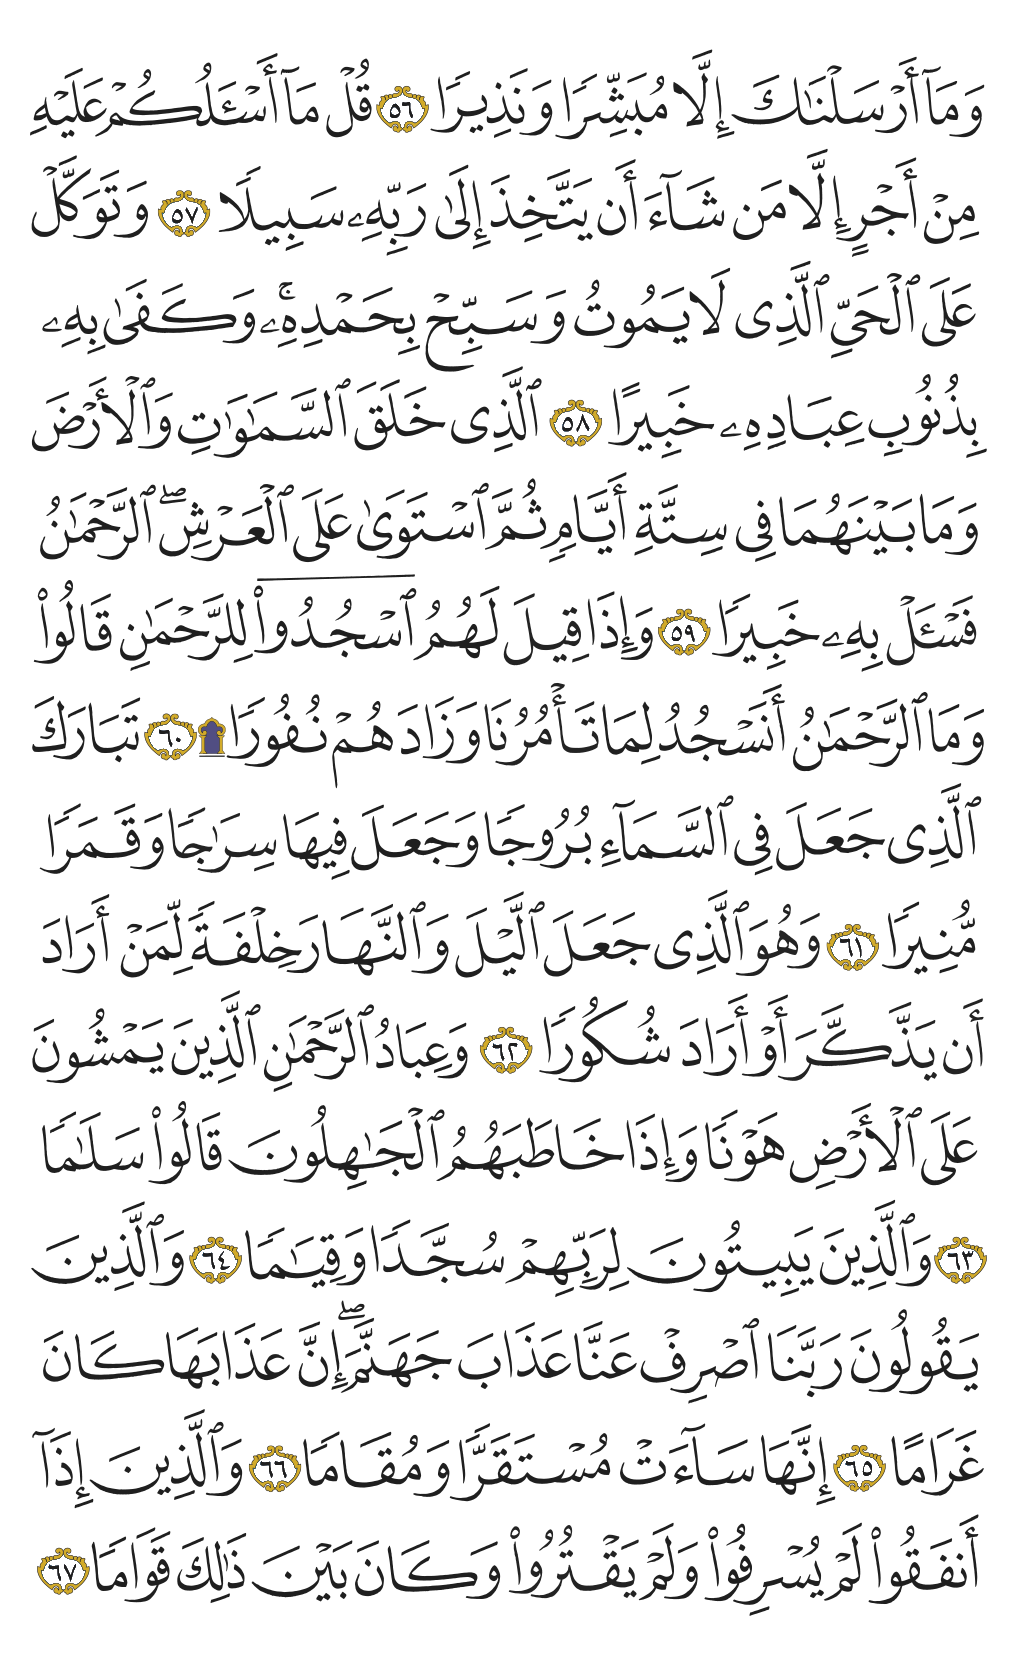 وَمَآ أَرْسَلْنَٰكَ إِلَّا مُبَشِّرًا وَنَذِيرًا ٥٦ قُلْ مَآ أَسْـَٔلُكُمْ عَلَيْهِ
مِنْ أَجْرٍ إِلَّا مَن شَآءَ أَن يَتَّخِذَ إِلَىٰ رَبِّهِۦ سَبِيلًا ٥٧ وَتَوَكَّلْ
عَلَى ٱلْحَىِّ ٱلَّذِى لَا يَمُوتُ وَسَبِّحْ بِحَمْدِهِۦۚ وَكَفَىٰ بِهِۦ
بِذُنُوبِ عِبَادِهِۦ خَبِيرًا ٥٨ ٱلَّذِى خَلَقَ ٱلسَّمَٰوَٰتِ وَٱلْأَرْضَ
وَمَا بَيْنَهُمَا فِى سِتَّةِ أَيَّامٍ ثُمَّ ٱسْتَوَىٰ عَلَى ٱلْعَرْشِۖ ٱلرَّحْمَٰنُ
فَسْـَٔلْ بِهِۦ خَبِيرًا ٥٩ وَإِذَا قِيلَ لَهُمُ ٱسْجُدُوا۟ لِلرَّحْمَٰنِ قَالُوا۟
وَمَا ٱلرَّحْمَٰنُ أَنَسْجُدُ لِمَا تَأْمُرُنَا وَزَادَهُمْ نُفُورًا ۩ ٦٠ تَبَارَكَ
ٱلَّذِى جَعَلَ فِى ٱلسَّمَآءِ بُرُوجًا وَجَعَلَ فِيهَا سِرَٰجًا وَقَمَرًا
مُّنِيرًا ٦١ وَهُوَ ٱلَّذِى جَعَلَ ٱلَّيْلَ وَٱلنَّهَارَ خِلْفَةً لِّمَنْ أَرَادَ
أَن يَذَّكَّرَ أَوْ أَرَادَ شُكُورًا ٦٢ وَعِبَادُ ٱلرَّحْمَٰنِ ٱلَّذِينَ يَمْشُونَ
عَلَى ٱلْأَرْضِ هَوْنًا وَإِذَا خَاطَبَهُمُ ٱلْجَٰهِلُونَ قَالُوا۟ سَلَٰمًا
٦٣ وَٱلَّذِينَ يَبِيتُونَ لِرَبِّهِمْ سُجَّدًا وَقِيَٰمًا ٦٤ وَٱلَّذِينَ
يَقُولُونَ رَبَّنَا ٱصْرِفْ عَنَّا عَذَابَ جَهَنَّمَۖ إِنَّ عَذَابَهَا كَانَ
غَرَامًا ٦٥ إِنَّهَا سَآءَتْ مُسْتَقَرًّا وَمُقَامًا ٦٦ وَٱلَّذِينَ إِذَآ
أَنفَقُوا۟ لَمْ يُسْرِفُوا۟ وَلَمْ يَقْتُرُوا۟ وَكَانَ بَيْنَ ذَٰلِكَ قَوَامًا ٦٧